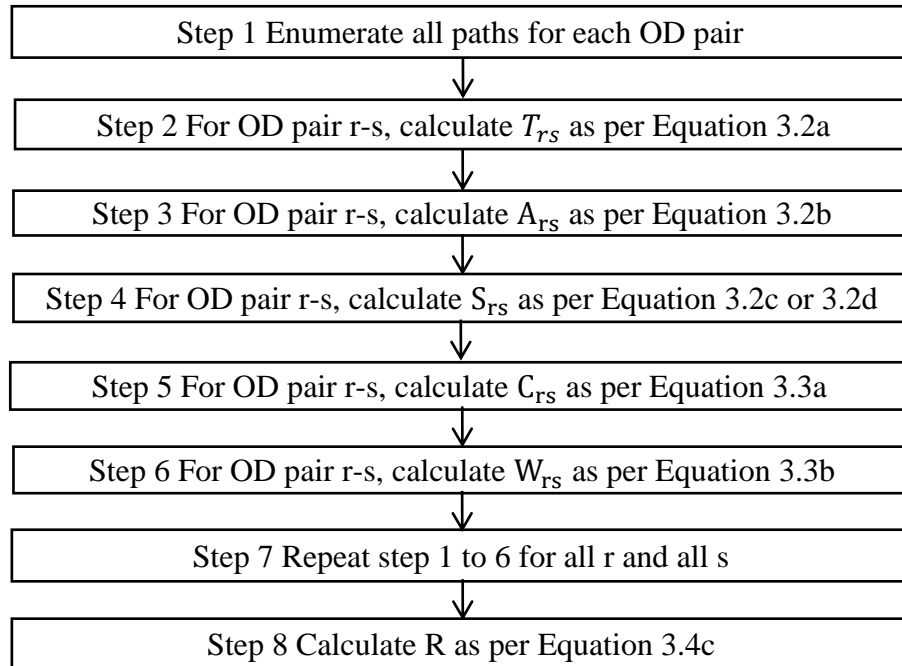 Step 1 Enumerate all paths for each OD pair
Step 2 For OD pair r-s, calculate T_rs as per Equation 3.2a
Step 3 For OD pair r-s, calculate A_rs as per Equation 3.2b
Step 4 For OD pair r-s, calculate S_rs as per Equation 3.2c or 3.2d
Step 5 For OD pair r-s, calculate C_rs as per Equation 3.3a
Step 6 For OD pair r-s, calculate W_rs as per Equation 3.3b
Step 7 Repeat step 1 to 6 for all r and all s
Step 8 Calculate R as per Equation 3.4c